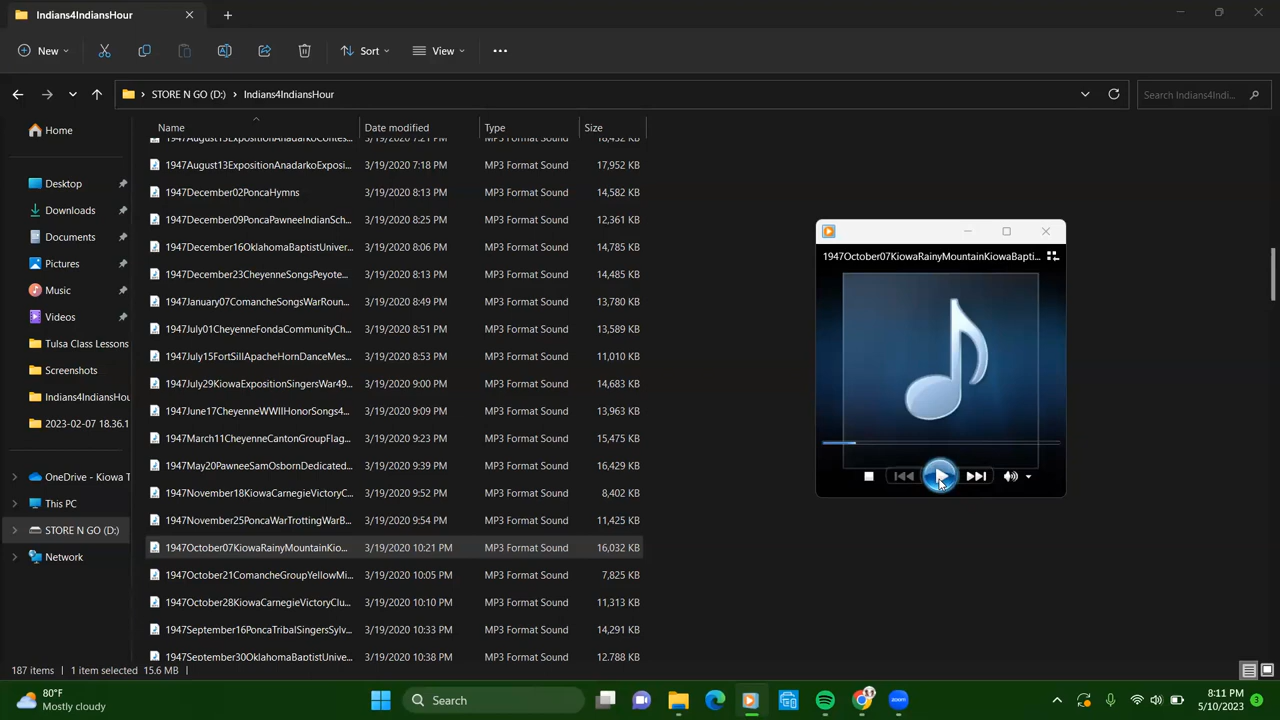 Indians4IndiansHour
New
Sort
View
STORE N GO (D:) > Indians4IndiansHour
Search Indians4Indi...
Name Date modified Type Size
3/19/2020 7:21 PM MP3 Format Sound
1947August13ExpositionAnadarkoExposi... 3/19/2020 7:18 PM MP3 Format Sound 17,952 KB
1947December02PoncaHymns 3/19/2020 8:13 PM MP3 Format Sound 14,582 KB
1947December09PoncaPawneeIndianSch... 3/19/2020 8:25 PM MP3 Format Sound 12,361 KB
1947December16OklahomaBaptistUniver... 3/19/2020 8:06 PM MP3 Format Sound 14,785 KB
1947December23CheyenneSongsPeyote... 3/19/2020 8:13 PM MP3 Format Sound 14,485 KB
1947January07ComancheSongsWarRoun... 3/19/2020 8:49 PM MP3 Format Sound 13,780 KB
1947July01CheyenneFondaCommunityCh... 3/19/2020 8:51 PM MP3 Format Sound 13,589 KB
1947July15FortSillApacheHornDanceMes... 3/19/2020 8:53 PM MP3 Format Sound 11,010 KB
1947July29KiowaExpositionSingersWar49... 3/19/2020 9:00 PM MP3 Format Sound 14,683 KB
1947June17CheyenneWWIIHonorSongs4... 3/19/2020 9:09 PM MP3 Format Sound 13,963 KB
1947March11CheyenneCantonGroupFlag... 3/19/2020 9:23 PM MP3 Format Sound 15,475 KB
1947May20PawneeSamOsbornDedicated... 3/19/2020 9:39 PM MP3 Format Sound 16,429 KB
1947November18KiowaCarnegieVictoryC... 3/19/2020 9:52 PM MP3 Format Sound 8,402 KB
1947November25PoncaWarTrottingWarB... 3/19/2020 9:54 PM MP3 Format Sound 11,425 KB
1947October07KiowaRainyMountainKio... 3/19/2020 10:21 PM MP3 Format Sound 16,032 KB
1947October21ComancheGroupYellowMi... 3/19/2020 10:05 PM MP3 Format Sound 7,825 KB
1947October28KiowaCarnegieVictoryClu... 3/19/2020 10:10 PM MP3 Format Sound 11,313 KB
1947September16PoncaTribalSingersSylv... 3/19/2020 10:33 PM MP3 Format Sound 14,291 KB
1947September30OklahomaBaptistUnive... 3/19/2020 10:38 PM MP3 Format Sound 12,788 KB
Home
Desktop
Downloads
Documents
Pictures
Music
Videos
Tulsa Class Lessons
Screenshots
Indians4IndiansHou
2023-02-07 18.36.1
OneDrive - Kiowa T
This PC
STORE N GO (D:)
Network
1947October07KiowaRainyMountainKiowaBapti...
187 items 1 item selected 15.6 MB
80°F
Mostly cloudy
Search
8:11 PM
5/10/2023
3